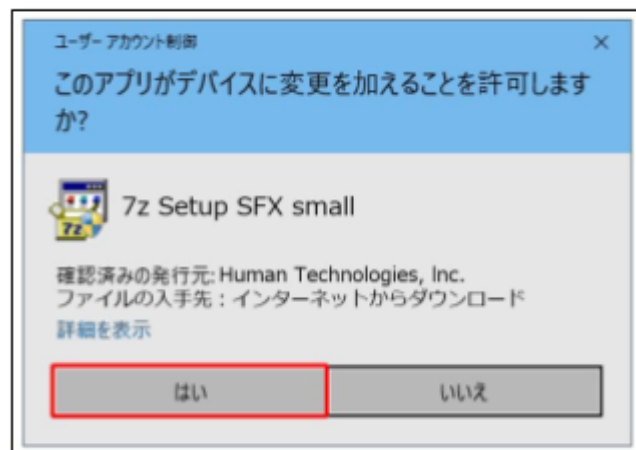 ユーザー アカウント制御
×
このアプリがデバイスに変更を加えることを許可します
か?
7z
7z Setup SFX small
確認済みの発行元: Human Technologies, Inc.
ファイルの入手先：インターネットからダウンロード
詳細を表示
はい
いいえ